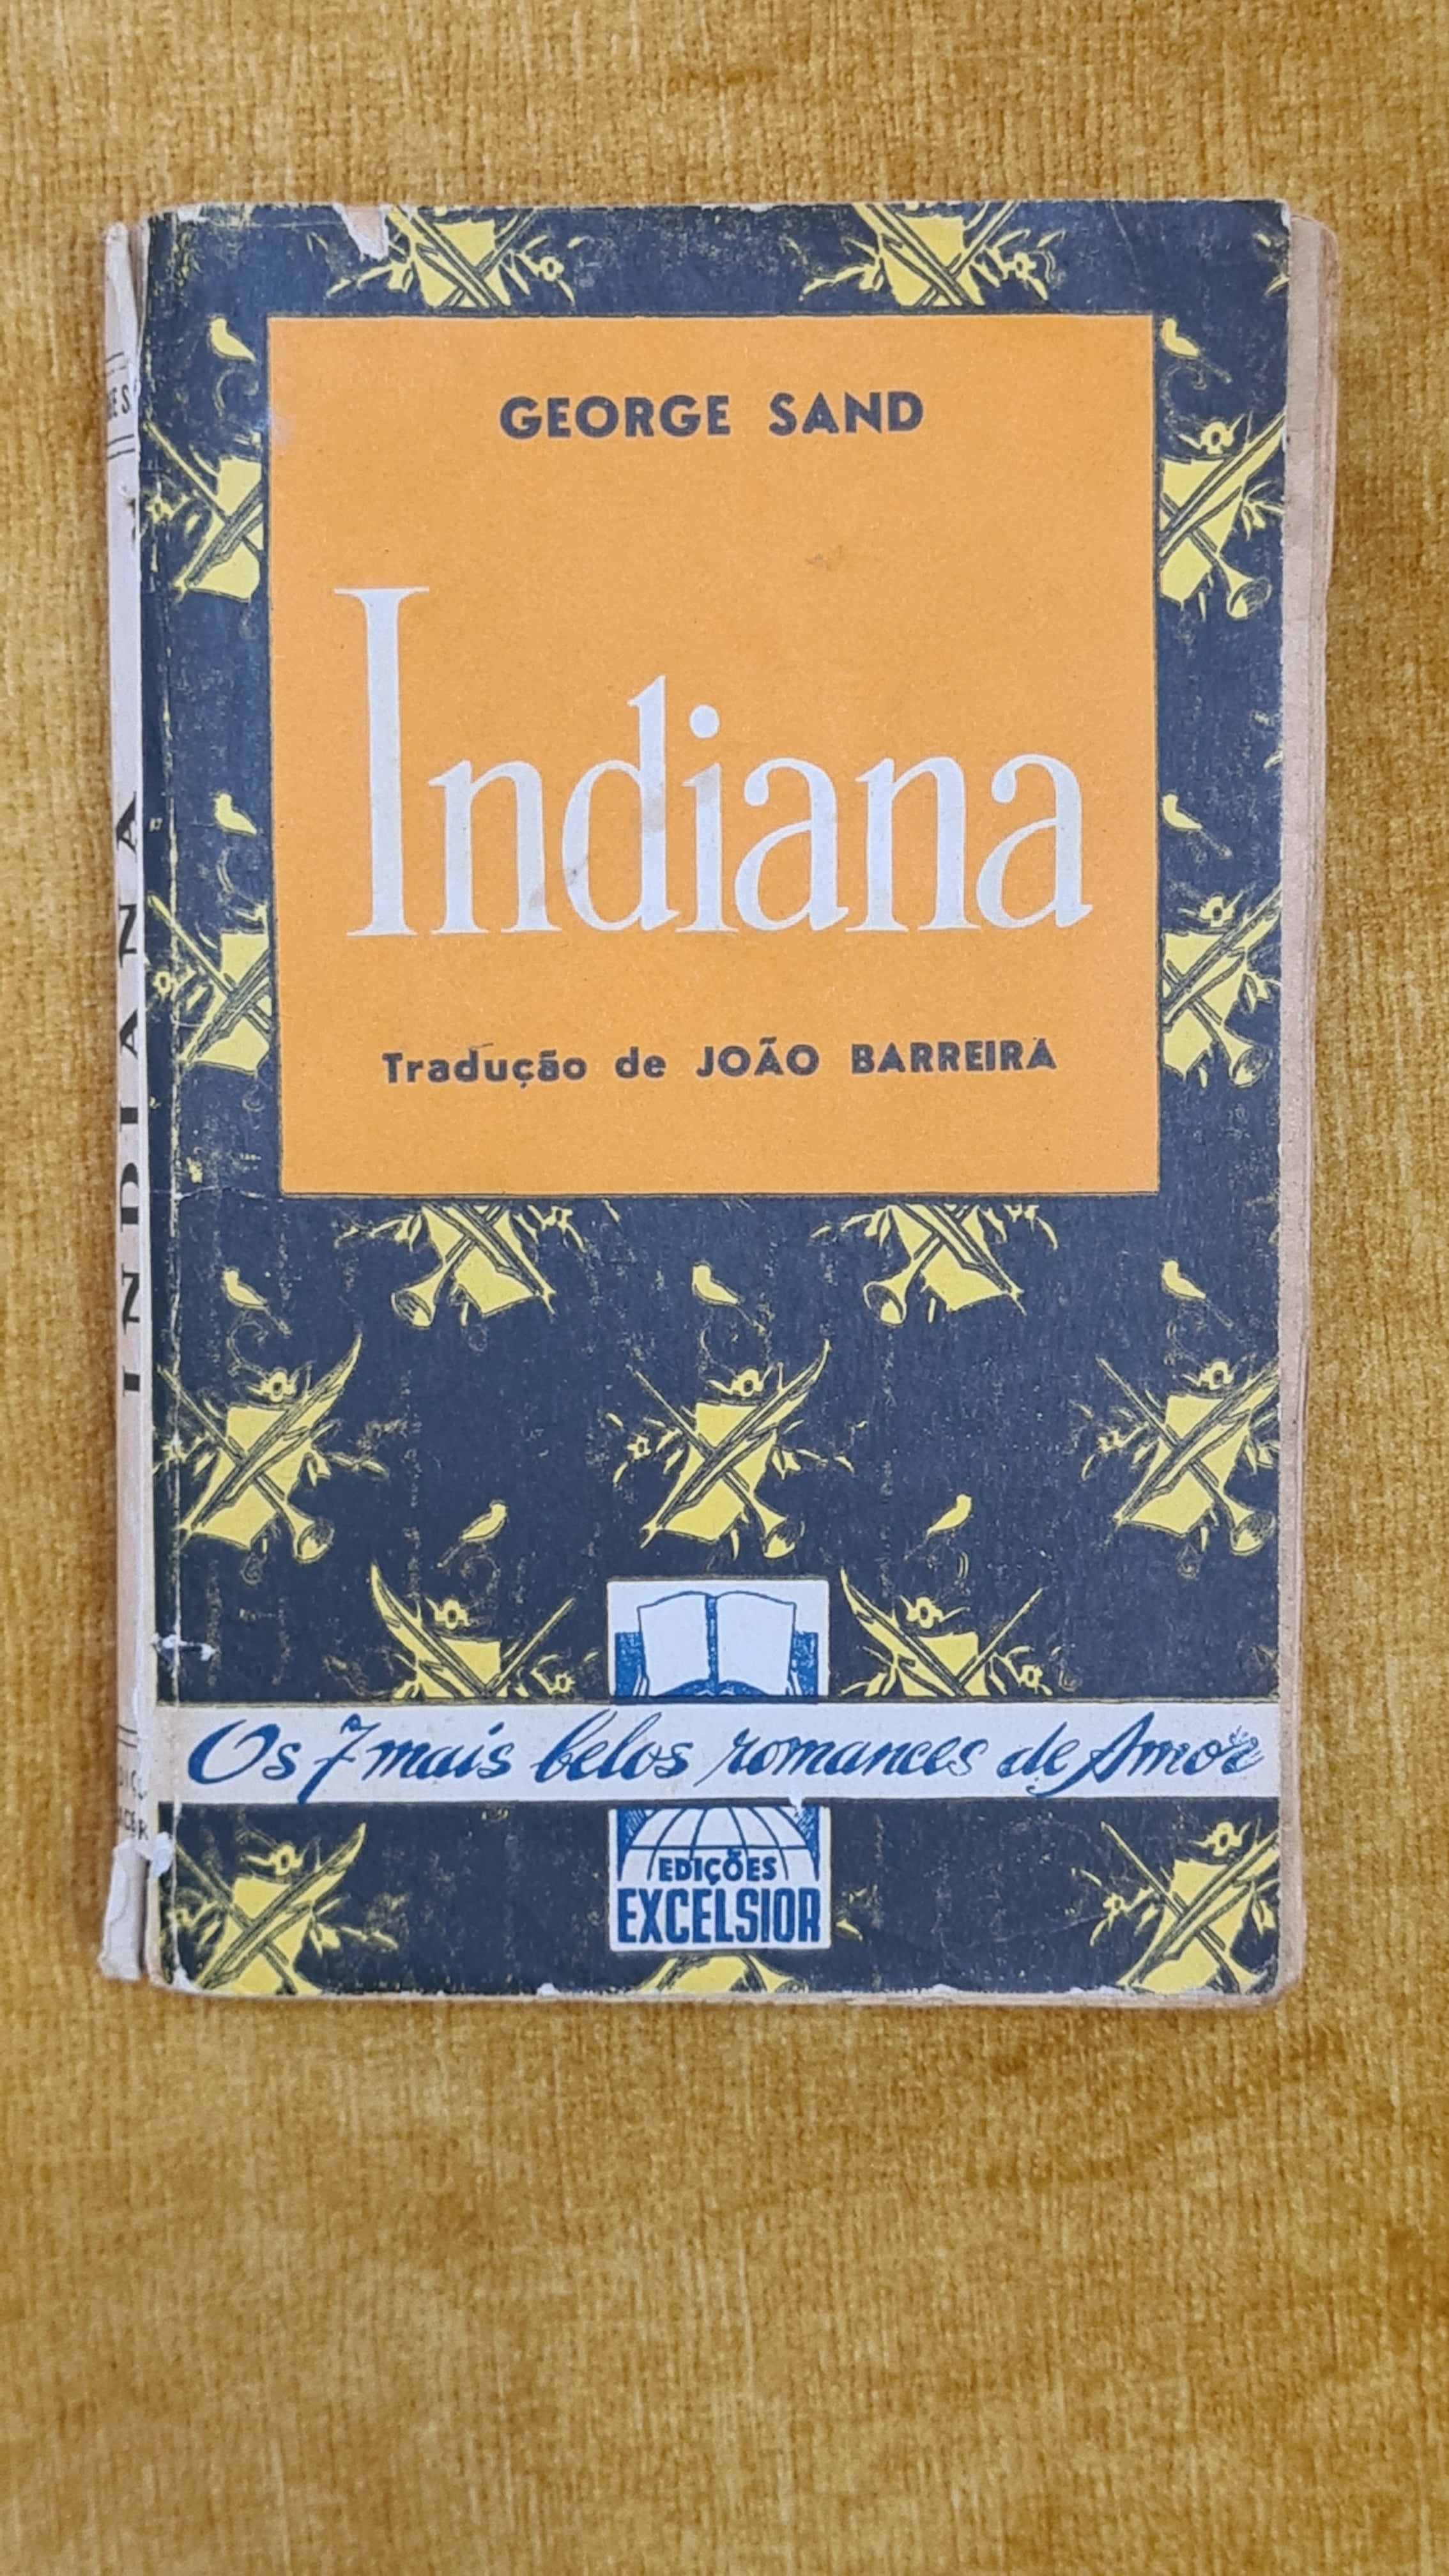 GEORGE SAND
Indiana
Tradução de JOÃO BARREIRA
Os 7 mais belos romances de Amor
EDIÇÕES
EXCELSIOR
INDIANA